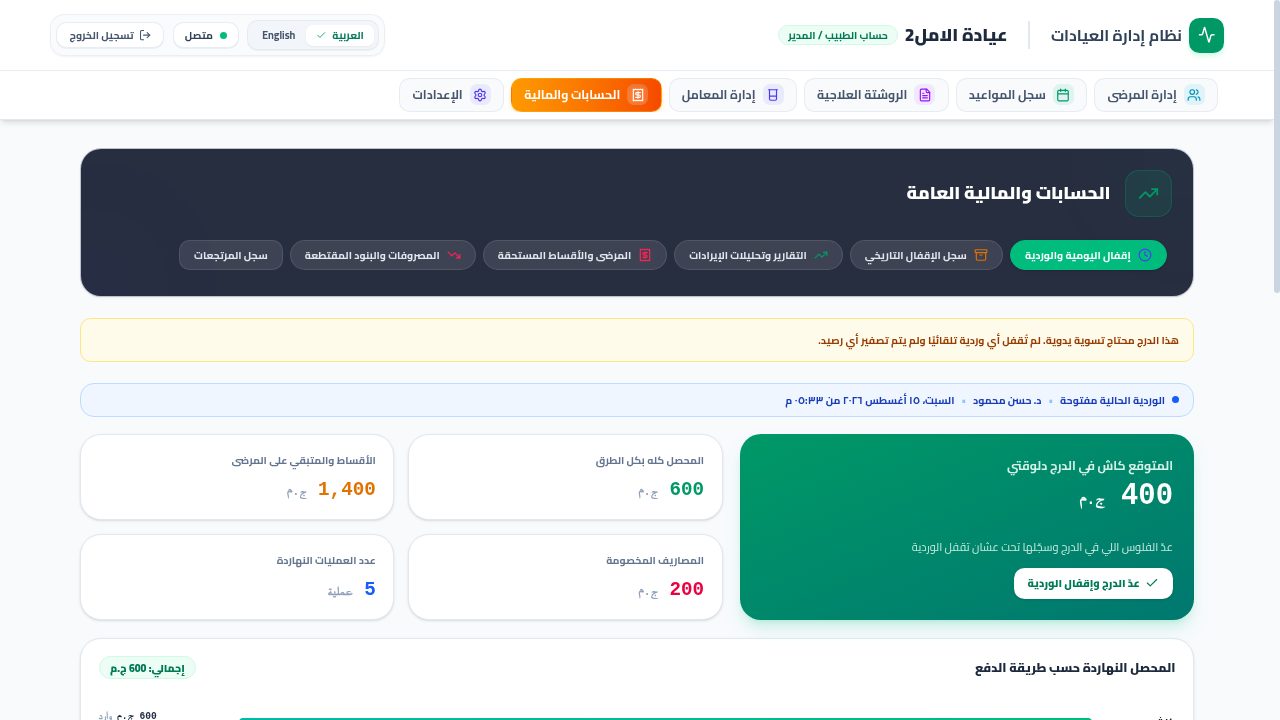 نظام إدارة العيادات
عيادة الامل2
حساب الطبيب / المدير
العربية
English
متصل
تسجيل الخروج
إدارة المرضى
سجل المواعيد
الروشتة العلاجية
إدارة المعامل
الحسابات والمالية
الإعدادات
الحسابات والمالية العامة
إقفال اليومية والوردية
سجل الإقفال التاريخي
التقارير وتحليلات الإيرادات
المرضى والأقساط المستحقة
المصروفات والبنود المقتطعة
سجل المرتجعات
هذا الدرج محتاج تسوية يدوية. لم تُقفل أي وردية تلقائيًا ولم يتم تصفير أي رصيد.
الوردية الحالية مفتوحة • د. حسن محمود • السبت، ١٥ أغسطس ٢٠٢٦ من ٠٥:٣٣ م
المتوقع كاش في الدرج دلوقتي
400 ج.م
عدّ الفلوس اللي في الدرج وسجّلها تحت عشان تقفل الوردية
عدّ الدرج وإقفال الوردية
المحصل كله بكل الطرق
600 ج.م
الأقساط والمتبقي على المرضى
1,400 ج.م
المصاريف المخصومة
200 ج.م
عدد العمليات النهاردة
5 عملية
المحصل النهاردة حسب طريقة الدفع
إجمالي: 600 ج.م
600 ج.م وارد